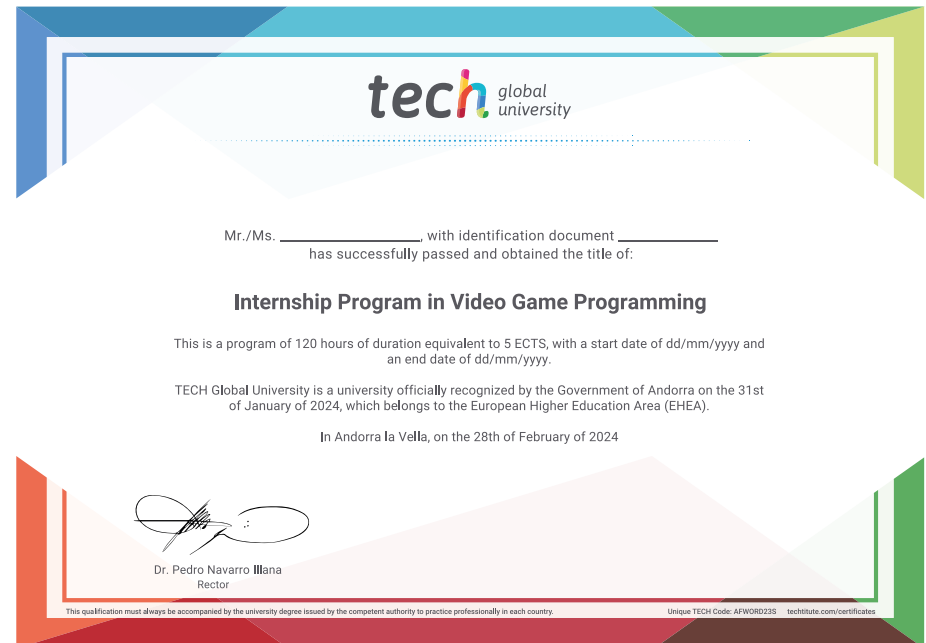 tech global
university
Mr./Ms. ____________________, with identification document ______________
has successfully passed and obtained the title of:
Internship Program in Video Game Programming
This is a program of 120 hours of duration equivalent to 5 ECTS, with a start date of dd/mm/yyyy and
an end date of dd/mm/yyyy.
TECH Global University is a university officially recognized by the Government of Andorra on the 31st
of January of 2024, which belongs to the European Higher Education Area (EHEA).
In Andorra la Vella, on the 28th of February of 2024
Dr. Pedro Navarro Illana
Rector
This qualification must always be accompanied by the university degree issued by the competent authority to practice professionally in each country. Unique TECH Code: AFWORD23S techtitute.com/certificates